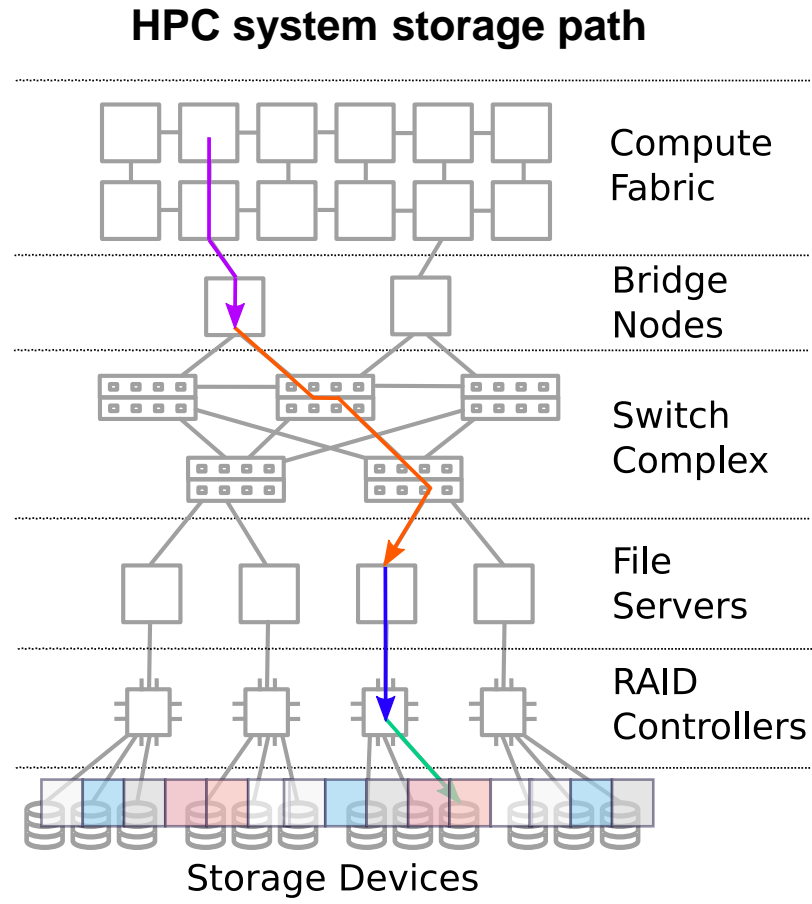 HPC system storage path
Compute
Fabric
Bridge
Nodes
Switch
Complex
File
Servers
RAID
Controllers
Storage Devices